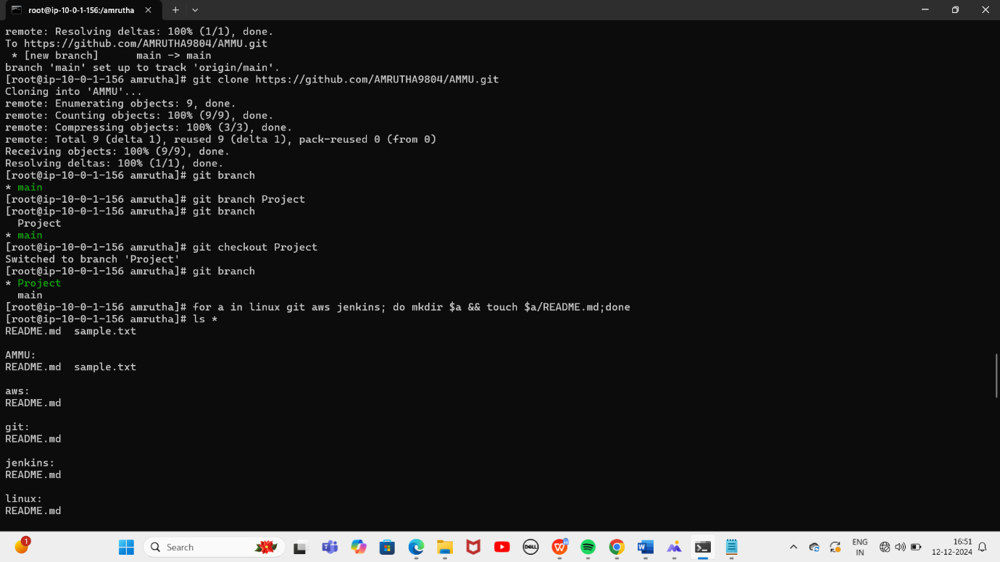 root@ip-10-0-1-156:/amrutha
remote: Resolving deltas: 100% (1/1), done.
To https://github.com/AMRUTHA9804/AMMU.git
 * [new branch]      main -> main
branch 'main' set up to track 'origin/main'.
[root@ip-10-0-1-156 amrutha]# git clone https://github.com/AMRUTHA9804/AMMU.git
Cloning into 'AMMU'...
remote: Enumerating objects: 9, done.
remote: Counting objects: 100% (9/9), done.
remote: Compressing objects: 100% (3/3), done.
remote: Total 9 (delta 1), reused 9 (delta 1), pack-reused 0 (from 0)
Receiving objects: 100% (9/9), done.
Resolving deltas: 100% (1/1), done.
[root@ip-10-0-1-156 amrutha]# git branch
* main
[root@ip-10-0-1-156 amrutha]# git branch Project
[root@ip-10-0-1-156 amrutha]# git branch
  Project
* main
[root@ip-10-0-1-156 amrutha]# git checkout Project
Switched to branch 'Project'
[root@ip-10-0-1-156 amrutha]# git branch
* Project
  main
[root@ip-10-0-1-156 amrutha]# for a in linux git aws jenkins; do mkdir $a && touch $a/README.md;done
[root@ip-10-0-1-156 amrutha]# ls *
README.md  sample.txt

AMMU:
README.md  sample.txt

aws:
README.md

git:
README.md

jenkins:
README.md

linux:
README.md
1
Search
DELL
ENG
IN
16:51
12-12-2024